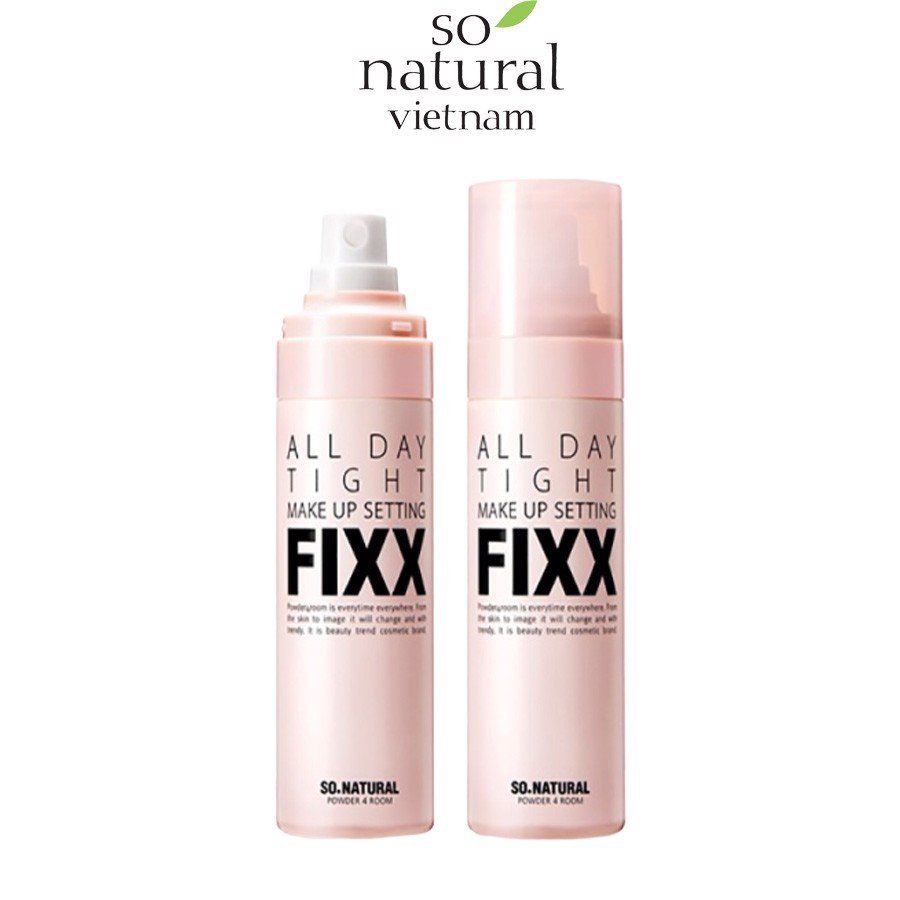 so
natural
vietnam
ALL DAY
TIGHT
MAKE UP SETTING
FIXX
Powder4room is everytime everywhere. From
the skin to image it will change and with
trendy. It is beauty trend cosmetic brand.
SO.NATURAL
POWDER 4 ROOM
ALL DAY
TIGHT
MAKE UP SETTING
FIXX
Powder4room is everytime everywhere. From
the skin to image it will change and with
trendy. It is beauty trend cosmetic brand.
SO.NATURAL
POWDER 4 ROOM